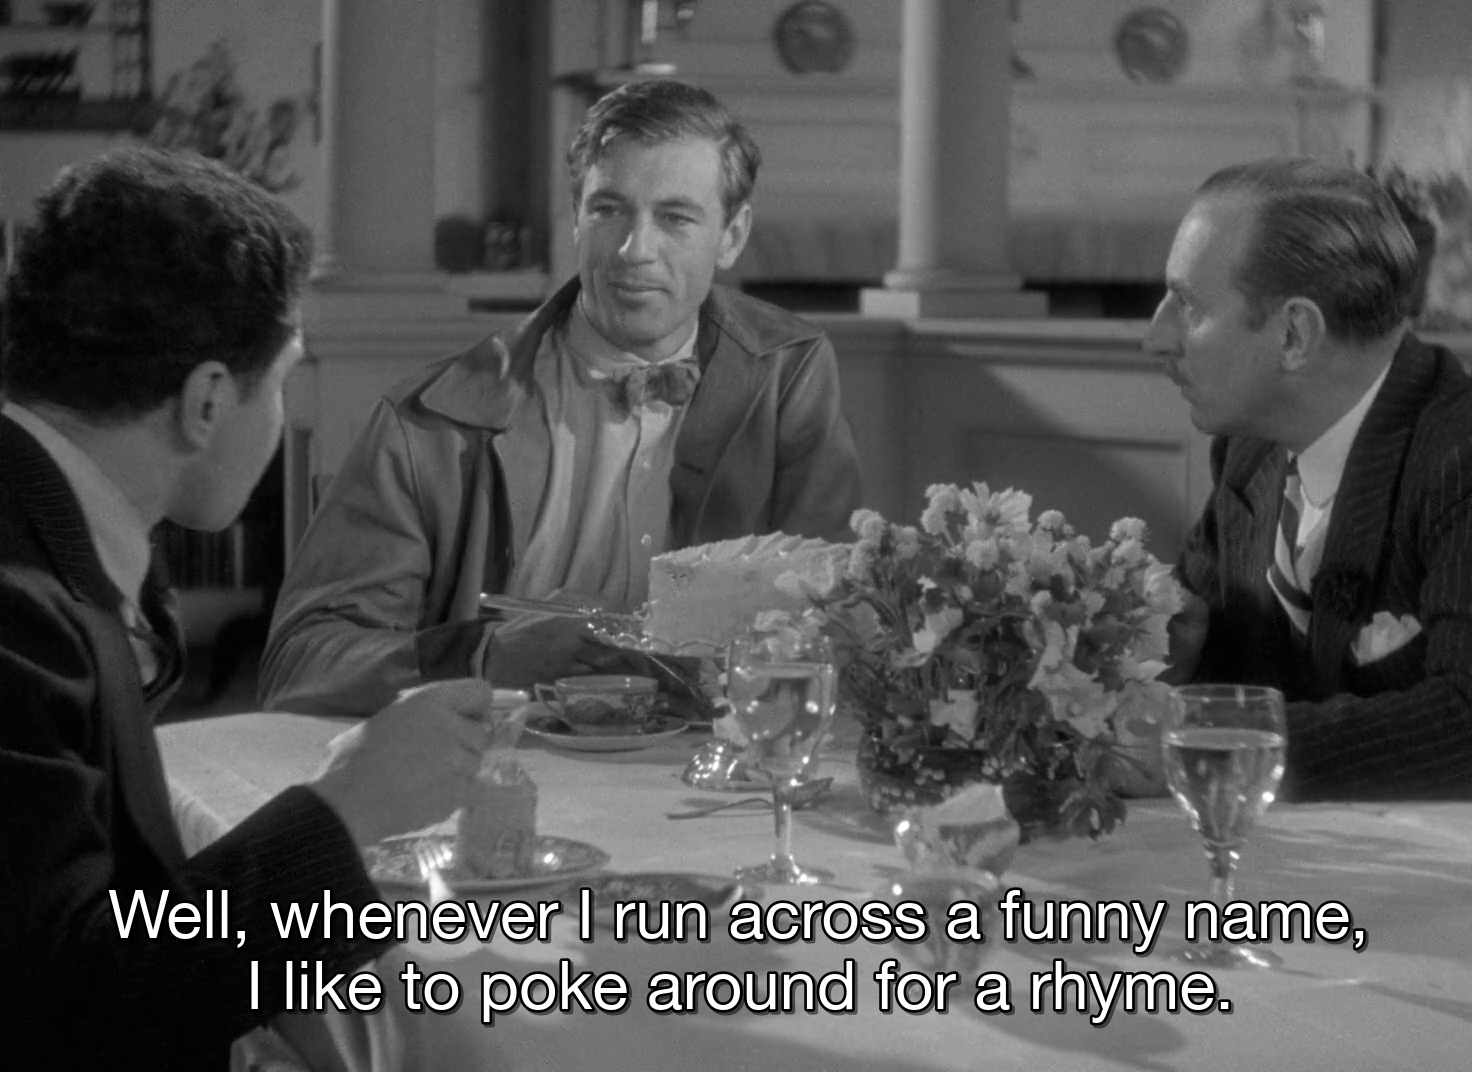 Well, whenever I run across a funny name,
I like to poke around for a rhyme.